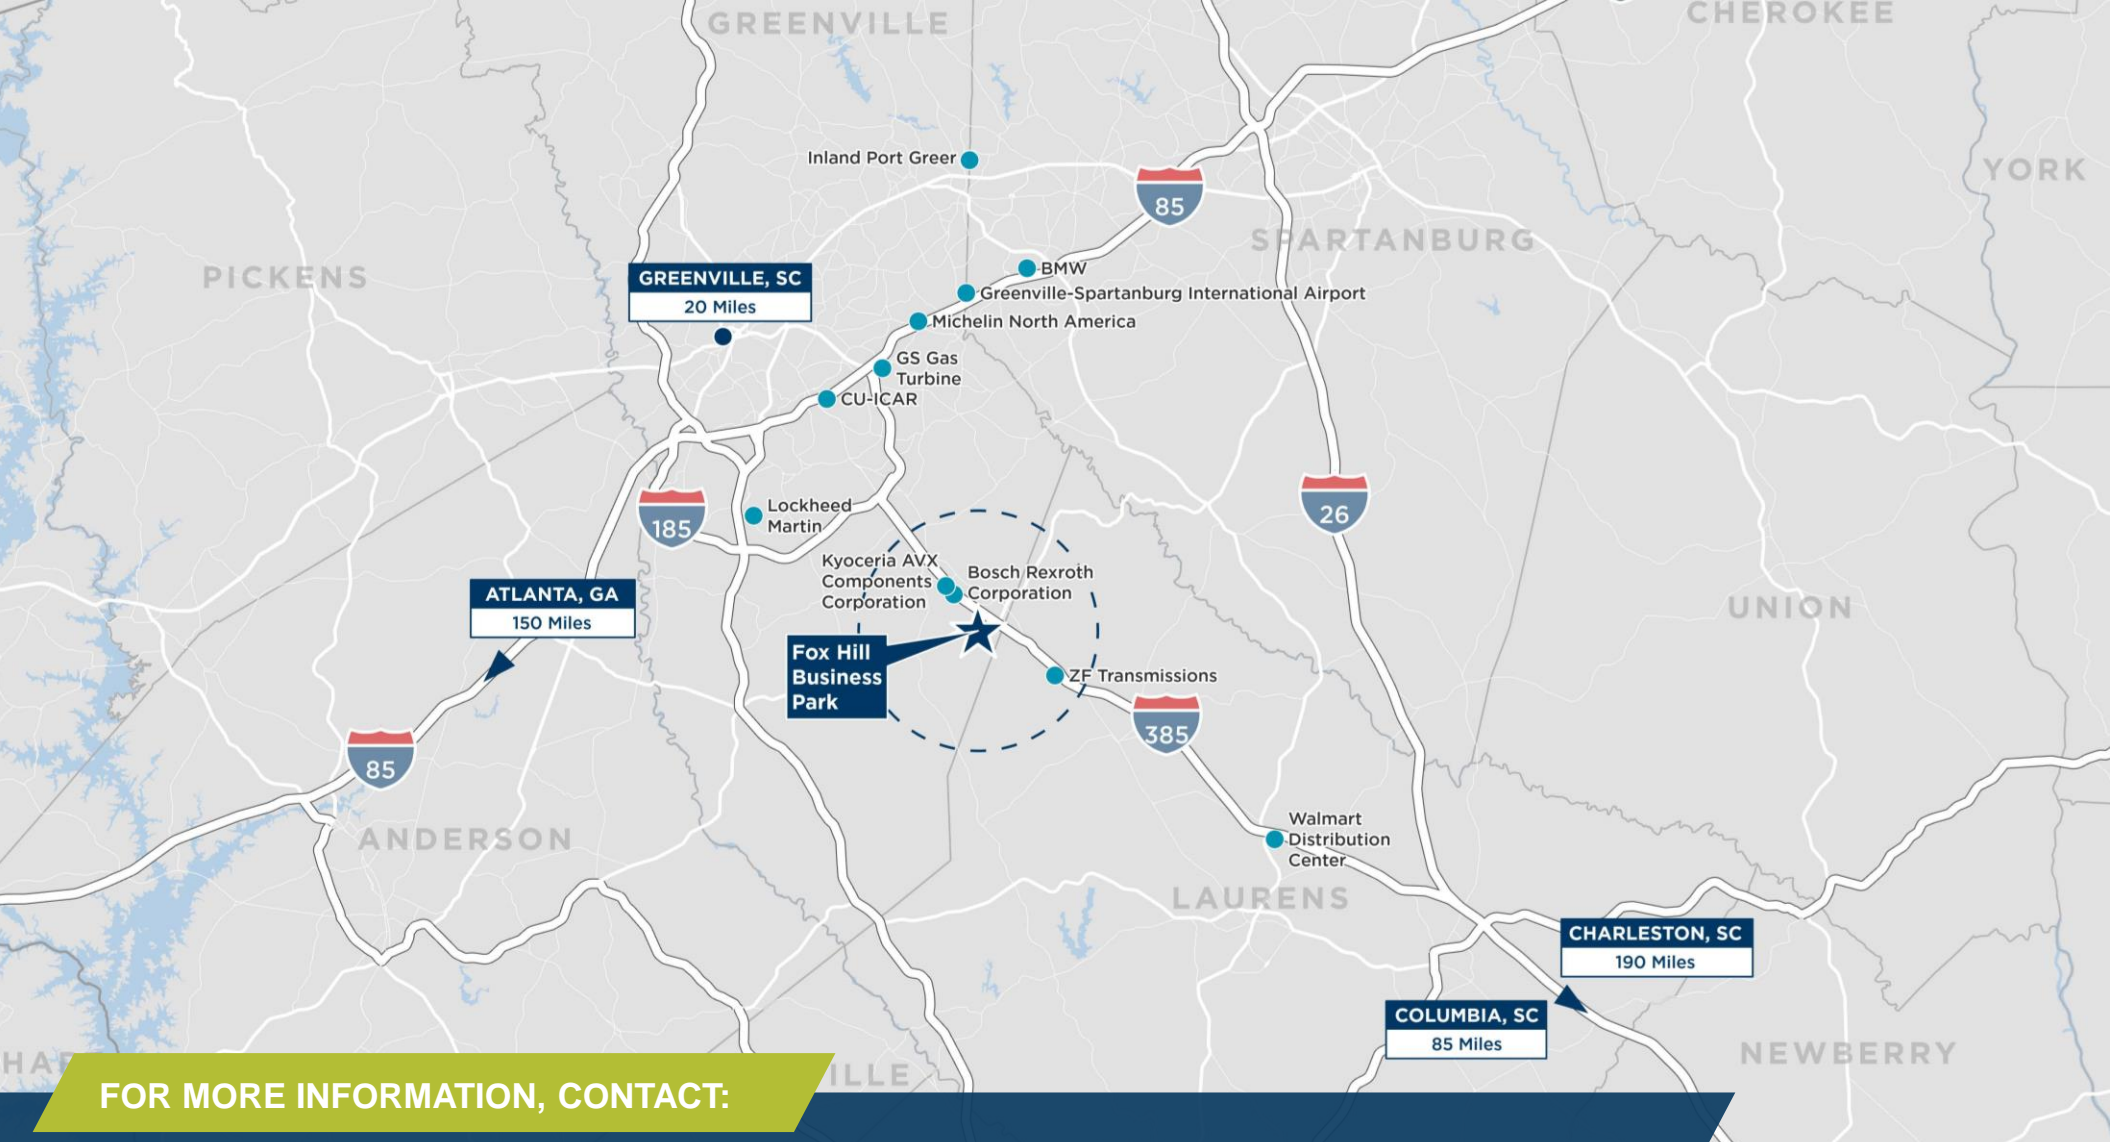 GREENVILLE
CHEROKEE
Inland Port Greer
YORK
85
SPARTANBURG
PICKENS
GREENVILLE, SC
20 Miles
BMW
Greenville-Spartanburg International Airport
Michelin North America
GS Gas
Turbine
CU-ICAR
Lockheed
Martin
185
26
Kyoceria AVX
Components
Corporation
Bosch Rexroth
Corporation
ATLANTA, GA
150 Miles
UNION
Fox Hill
Business
Park
ZF Transmissions
385
85
ANDERSON
Walmart
Distribution
Center
LAURENS
CHARLESTON, SC
190 Miles
COLUMBIA, SC
85 Miles
NEWBERRY
HA
ILLE
FOR MORE INFORMATION, CONTACT: